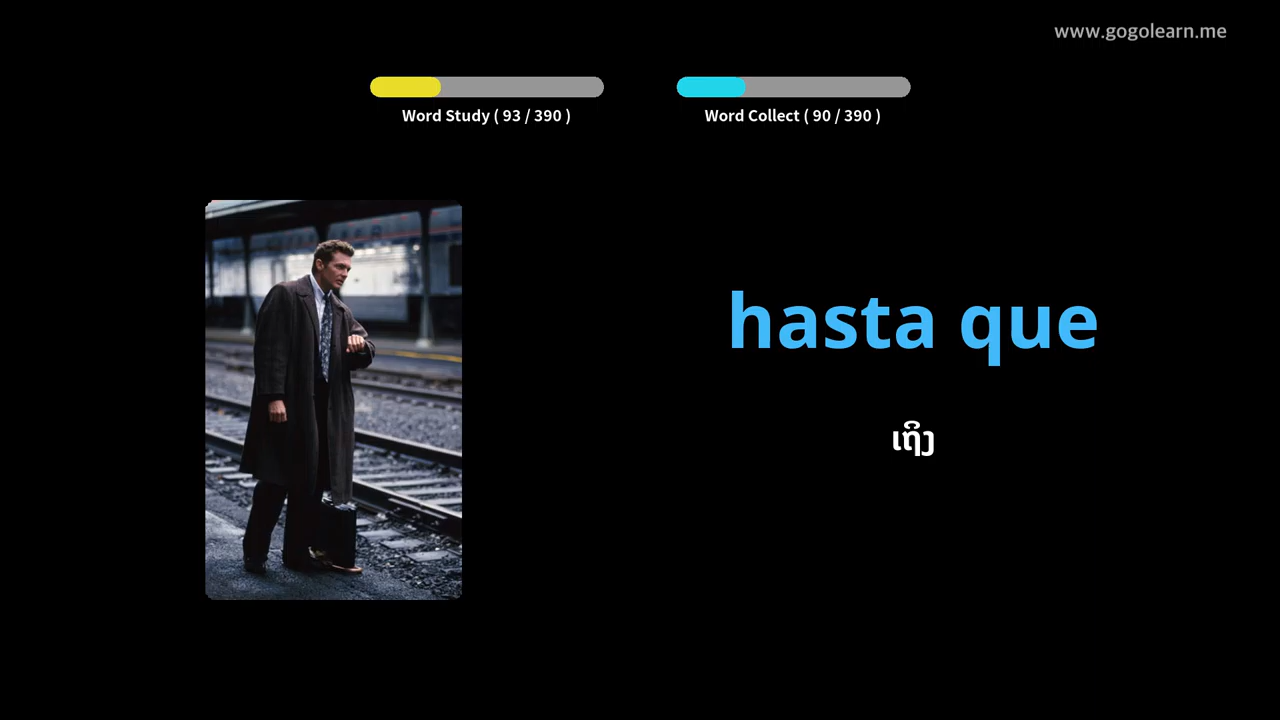 www.gogolearn.me
Word Study ( 93 / 390 )
Word Collect ( 90 / 390 )
hasta que
ເຖິງ